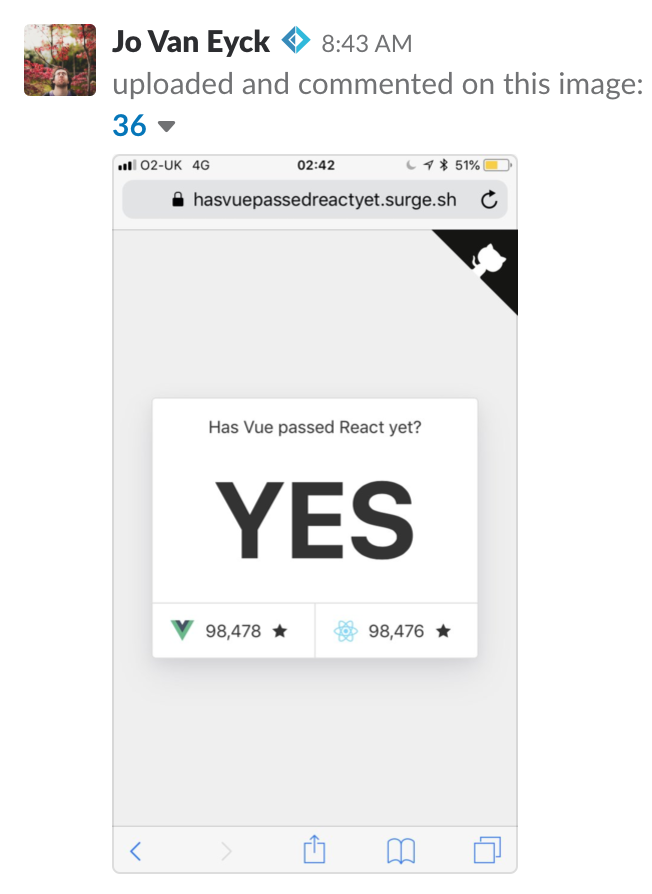 Jo Van Eyck 8:43 AM
uploaded and commented on this image:
36
O2-UK 4G 02:42 51%
hasvuepassedreactyet.surge.sh
Has Vue passed React yet?
YES
98,478 98,476